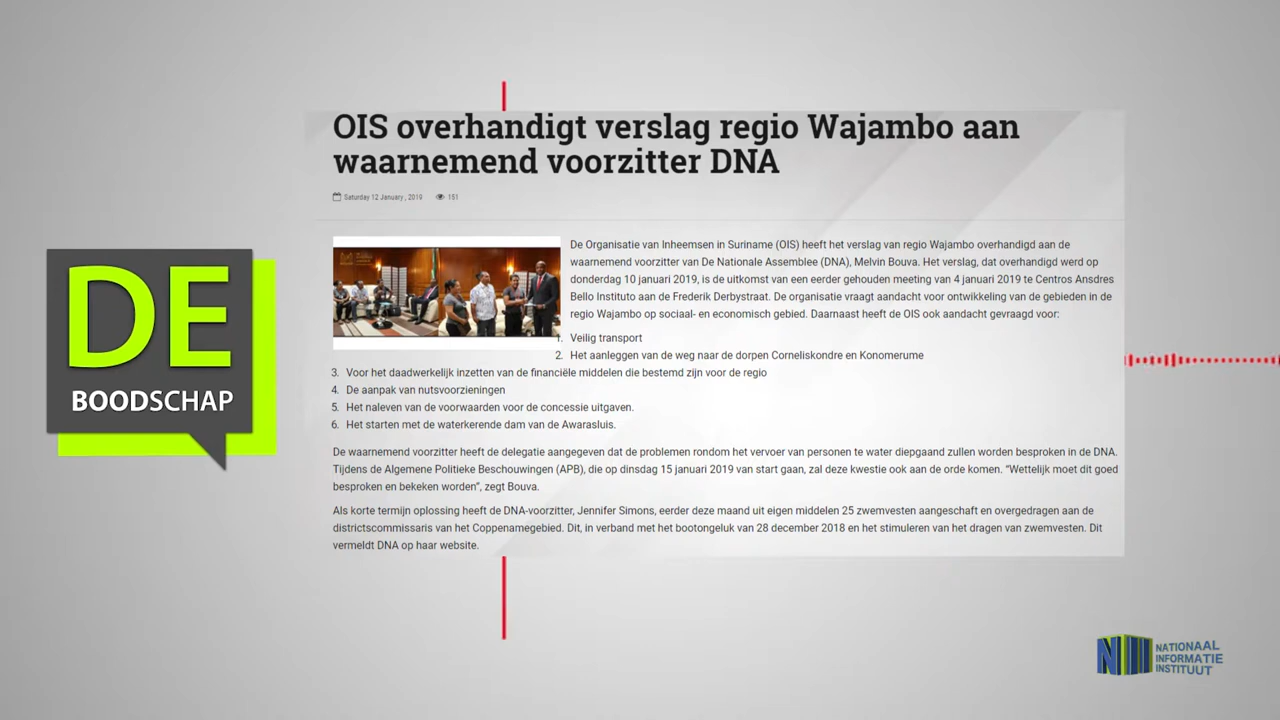 OIS overhandigt verslag regio Wajambo aan
waarnemend voorzitter DNA
Saturday 12 January , 2019 151
De Organisatie van Inheemsen in Suriname (OIS) heeft het verslag van regio Wajambo overhandigd aan de
waarnemend voorzitter van De Nationale Assemblee (DNA), Melvin Bouva. Het verslag, dat overhandigd werd op
donderdag 10 januari 2019, is de uitkomst van een eerder gehouden meeting van 4 januari 2019 te Centros Ansdres
Bello Instituto aan de Frederik Derbystraat. De organisatie vraagt aandacht voor ontwikkeling van de gebieden in de
regio Wajambo op sociaal- en economisch gebied. Daarnaast heeft de OIS ook aandacht gevraagd voor:
1. Veilig transport
2. Het aanleggen van de weg naar de dorpen Corneliskondre en Konomerume
3. Voor het daadwerkelijk inzetten van de financiële middelen die bestemd zijn voor de regio
4. De aanpak van nutsvoorzieningen
5. Het naleven van de voorwaarden voor de concessie uitgaven.
6. Het starten met de waterkerende dam van de Awarasluis.
De waarnemend voorzitter heeft de delegatie aangegeven dat de problemen rondom het vervoer van personen te water diepgaand zullen worden besproken in de DNA.
Tijdens de Algemene Politieke Beschouwingen (APB), die op dinsdag 15 januari 2019 van start gaan, zal deze kwestie ook aan de orde komen. “Wettelijk moet dit goed
besproken en bekeken worden”, zegt Bouva.
Als korte termijn oplossing heeft de DNA-voorzitter, Jennifer Simons, eerder deze maand uit eigen middelen 25 zwemvesten aangeschaft en overgedragen aan de
districtscommissaris van het Coppenamegebied. Dit, in verband met het bootongeluk van 28 december 2018 en het stimuleren van het dragen van zwemvesten. Dit
vermeldt DNA op haar website.
DE
BOODSCHAP
NII
NATIONAAL
INFORMATIE
INSTITUUT